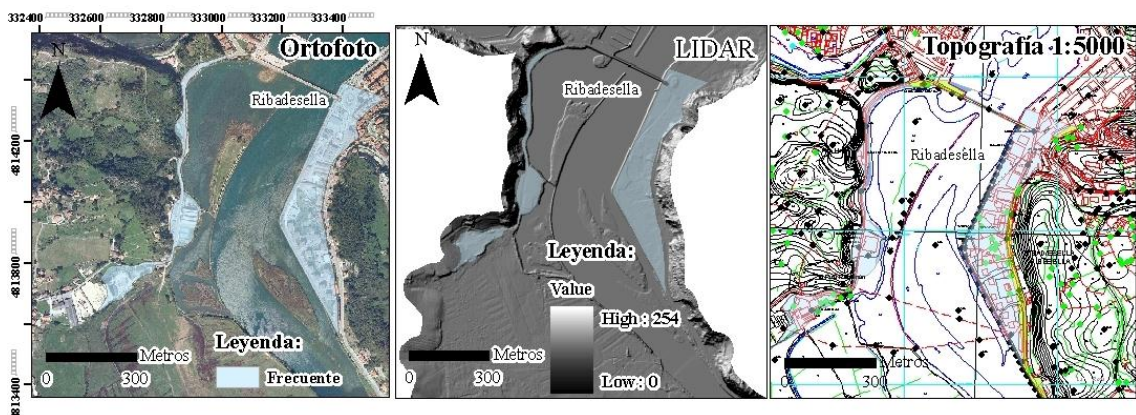 332400 332600 332800 333000 333200 333400
4814200
4813800
4813400
N
Ortofoto
Ribadesella
Leyenda:
Frecuente
Metros
0 300
N
LIDAR
Ribadesella
Leyenda:
Value
High : 254
Low : 0
Metros
0 300
Topografía 1:5000
N
Ribadesella
Metros
0 300